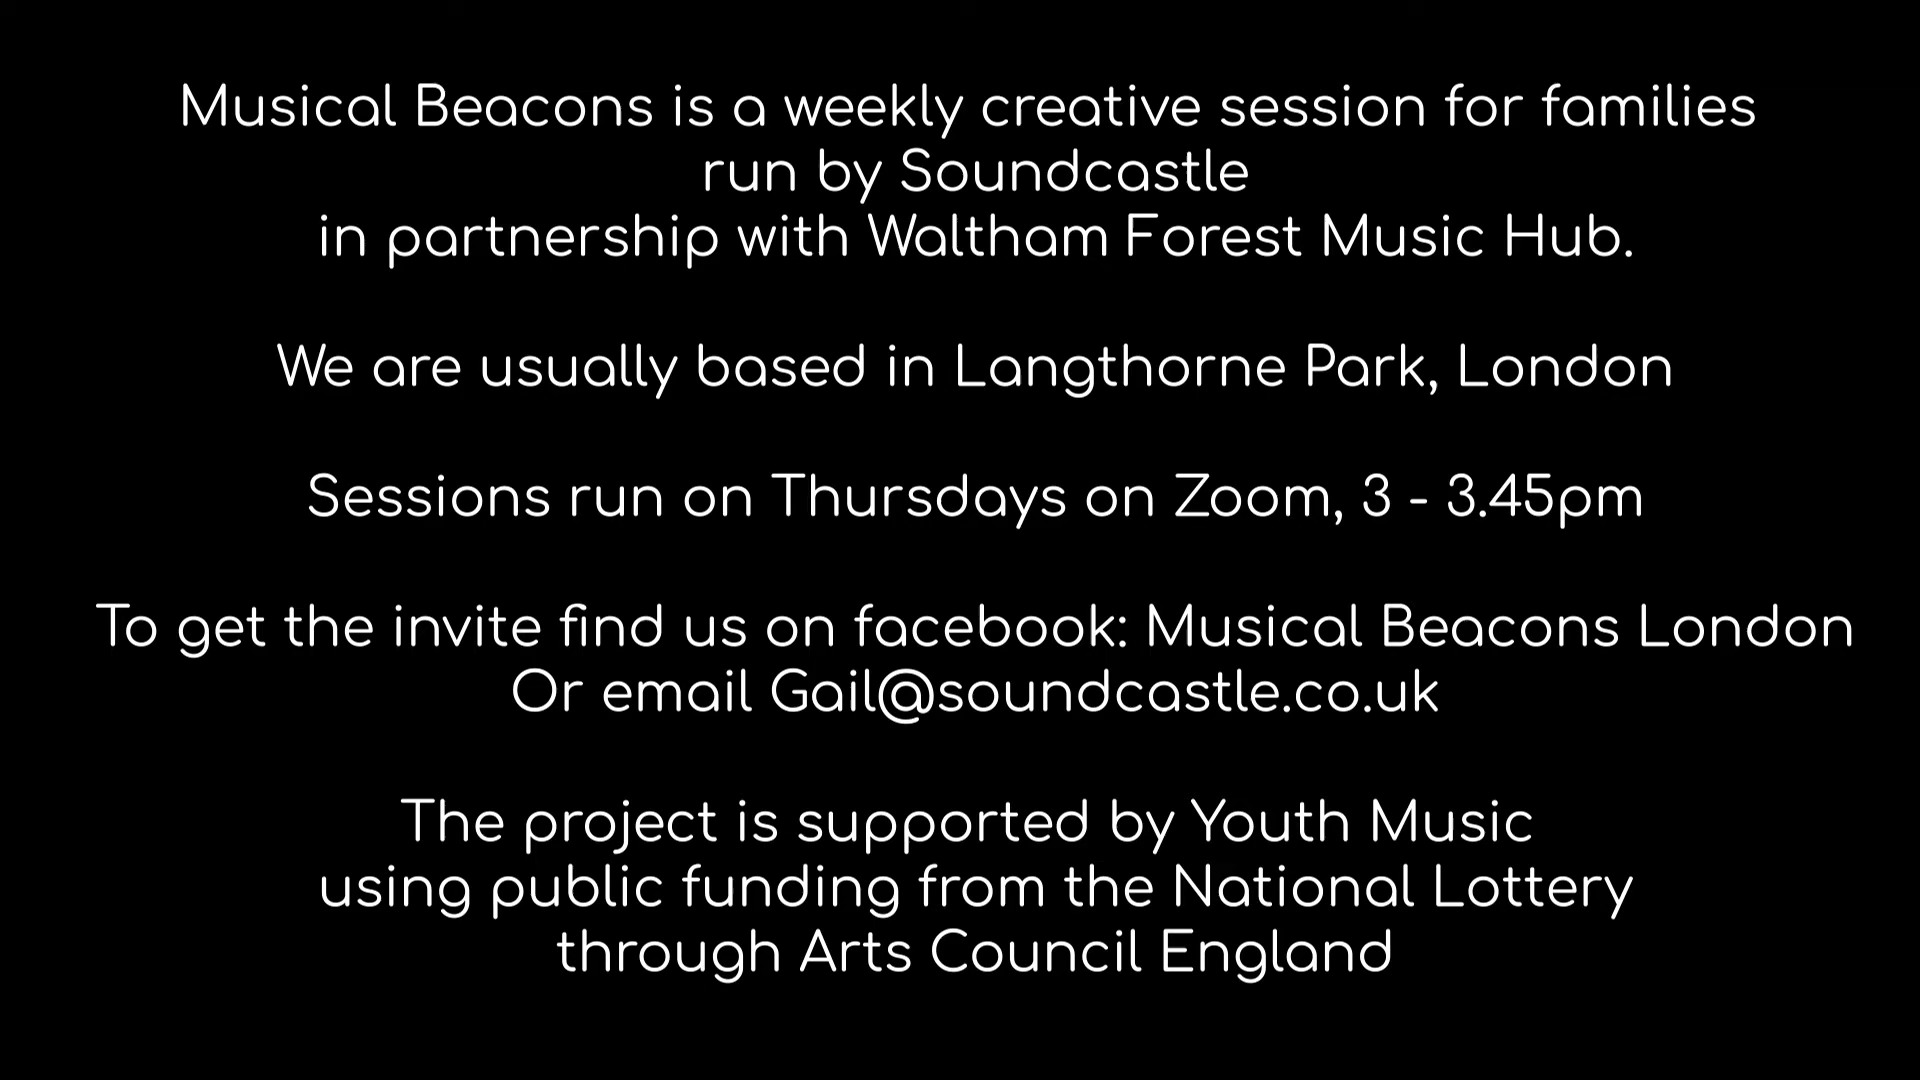 Musical Beacons is a weekly creative session for families
run by Soundcastle
in partnership with Waltham Forest Music Hub.
We are usually based in Langthorne Park, London
Sessions run on Thursdays on Zoom, 3 - 3.45pm
To get the invite find us on facebook: Musical Beacons London
Or email Gail@soundcastle.co.uk
The project is supported by Youth Music
using public funding from the National Lottery
through Arts Council England